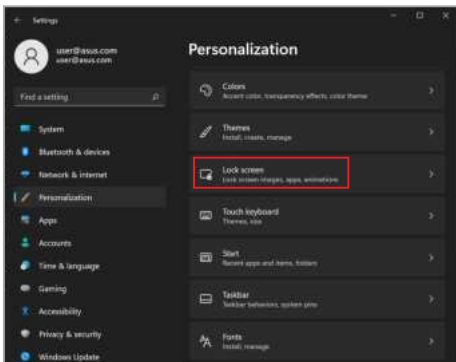 Settings
user@asus.com
user@asus.com
Find a setting
System
Bluetooth & devices
Network & internet
Personalization
Apps
Accounts
Time & language
Gaming
Accessibility
Privacy & security
Windows Update
Personalization
Colors
Accent color, transparency effects, color theme
Themes
Install, create, manage
Lock screen
Lock screen images, apps, animations
Touch keyboard
Themes, size
Start
Recent apps and items, folders
Taskbar
Taskbar behaviors, system pins
Fonts
Install, manage